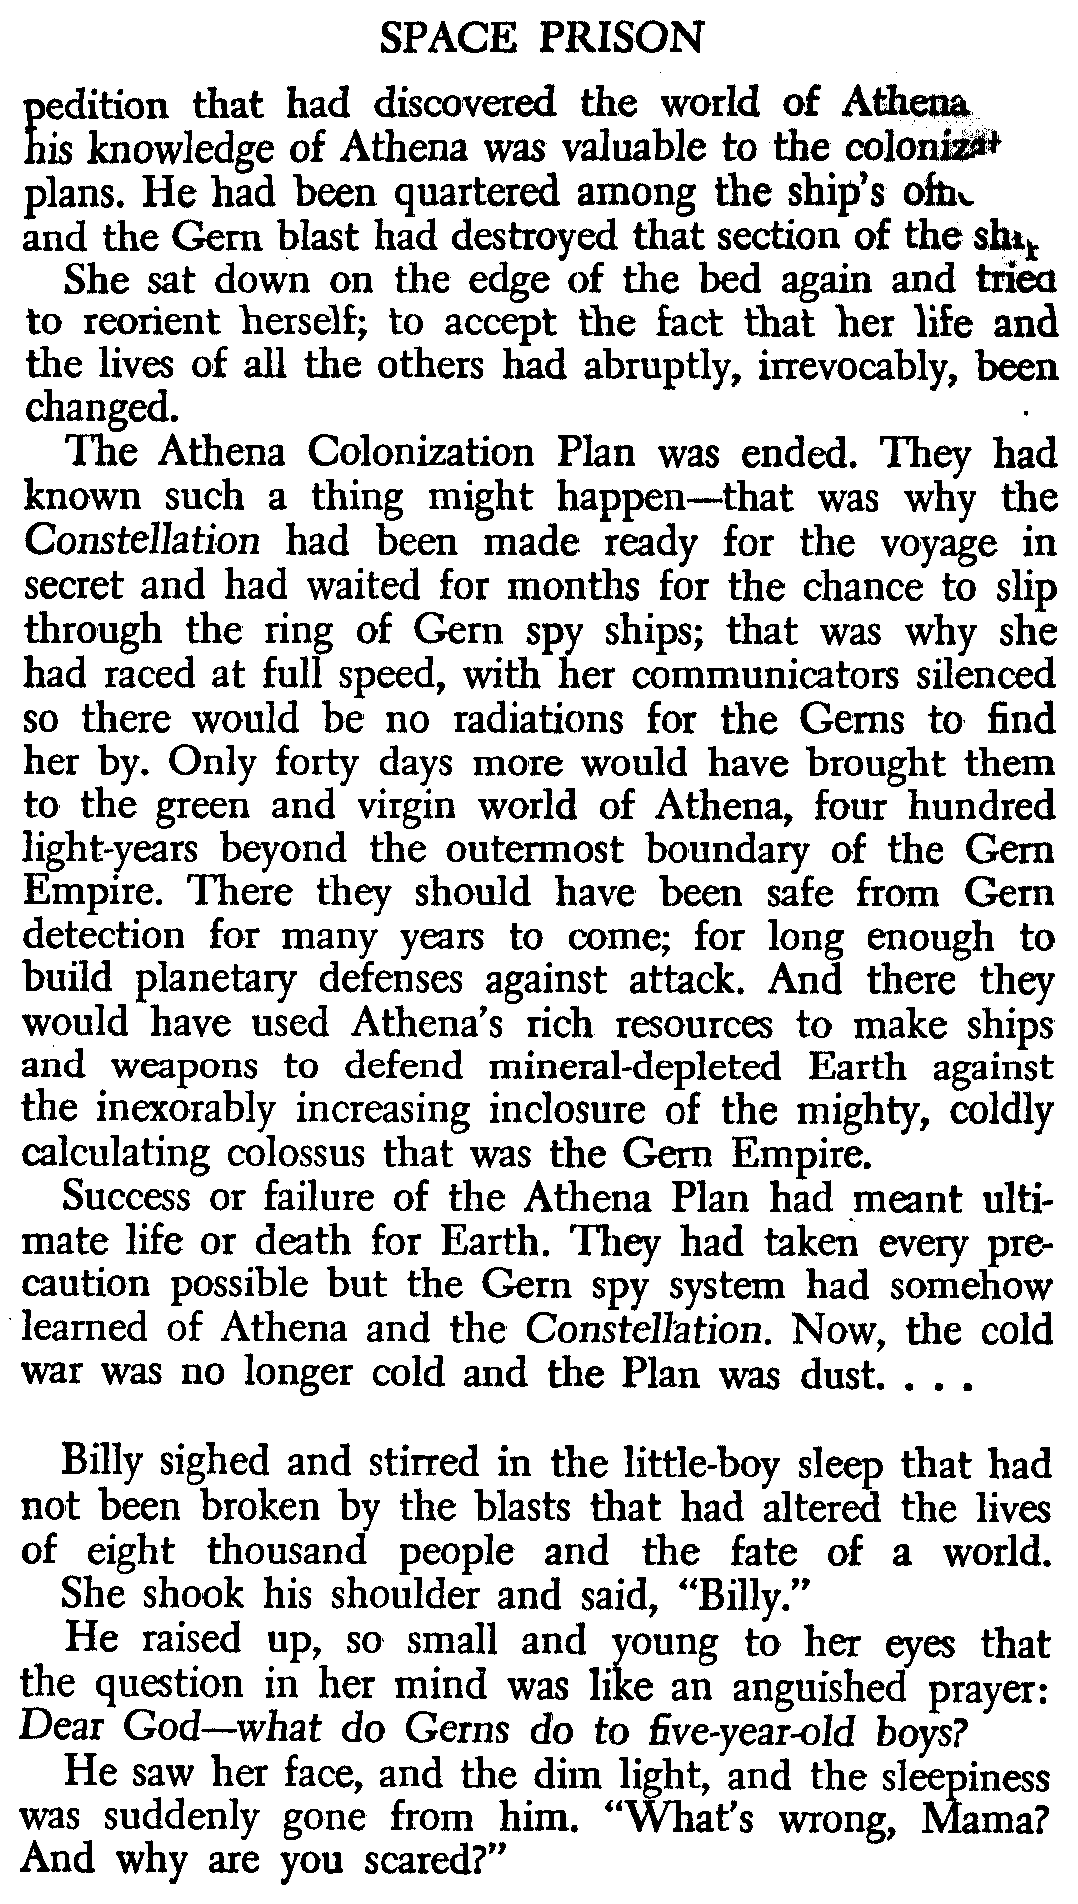 SPACE PRISON
pedition that had discovered the world of Athena
his knowledge of Athena was valuable to the
plans. He had been quartered among the ship's
and the Gern blast had destroyed that section of the
She sat down on the edge of the bed again and tried
to reorient herself; to accept the fact that her life and
the lives of all the others had abruptly, irrevocably, been
changed.
The Athena Colonization Plan was ended. They had
known such a thing might happen—that was why the
Constellation had been made ready for the voyage in
secret and had waited for months for the chance to slip
through the ring of Gern spy ships; that was why she
had raced at full speed, with her communicators silenced
so there would be no radiations for the Gerns to find
her by. Only forty days more would have brought them
to the green and virgin world of Athena, four hundred
light-years beyond the outermost boundary of the Gern
Empire. There they should have been safe from Gern
detection for many years to come; for long enough to
build planetary defenses against attack. And there they
would have used Athena's rich resources to make ships
and weapons to defend mineral-depleted Earth against
the inexorably increasing inclosure of the mighty, coldly
calculating colossus that was the Gern Empire.
Success or failure of the Athena Plan had meant ulti-
mate life or death for Earth. They had taken every pre-
caution possible but the Gern spy system had somehow
learned of Athena and the Constellation. Now, the cold
war was no longer cold and the Plan was dust. . . .
Billy sighed and stirred in the little-boy sleep that had
not been broken by the blasts that had altered the lives
of eight thousand people and the fate of a world.
She shook his shoulder and said, “Billy.”
He raised up, so small and young to her eyes that
the question in her mind was like an anguished prayer:
Dear God—what do Gerns do to five-year-old boys?
He saw her face, and the dim light, and the sleepiness
was suddenly gone from him. “What's wrong, Mama?
And why are you scared?”